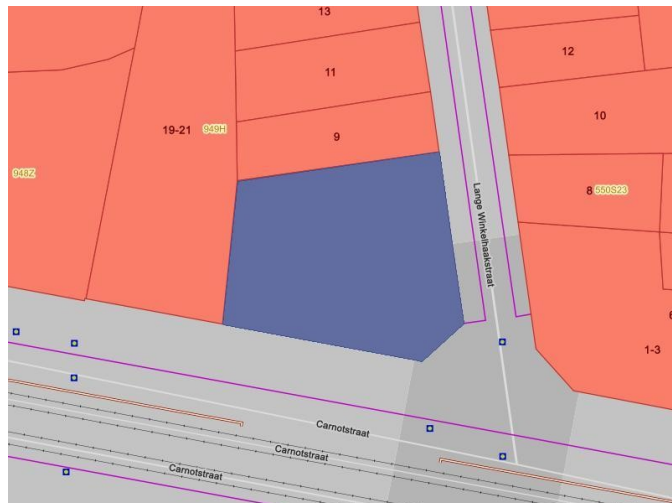 13
12
11
10
19-21 949H
9
948Z
8 550S23
Lange Winkelhaakstraat
1-3
Carnotstraat
Carnotstraat
Carnotstraat